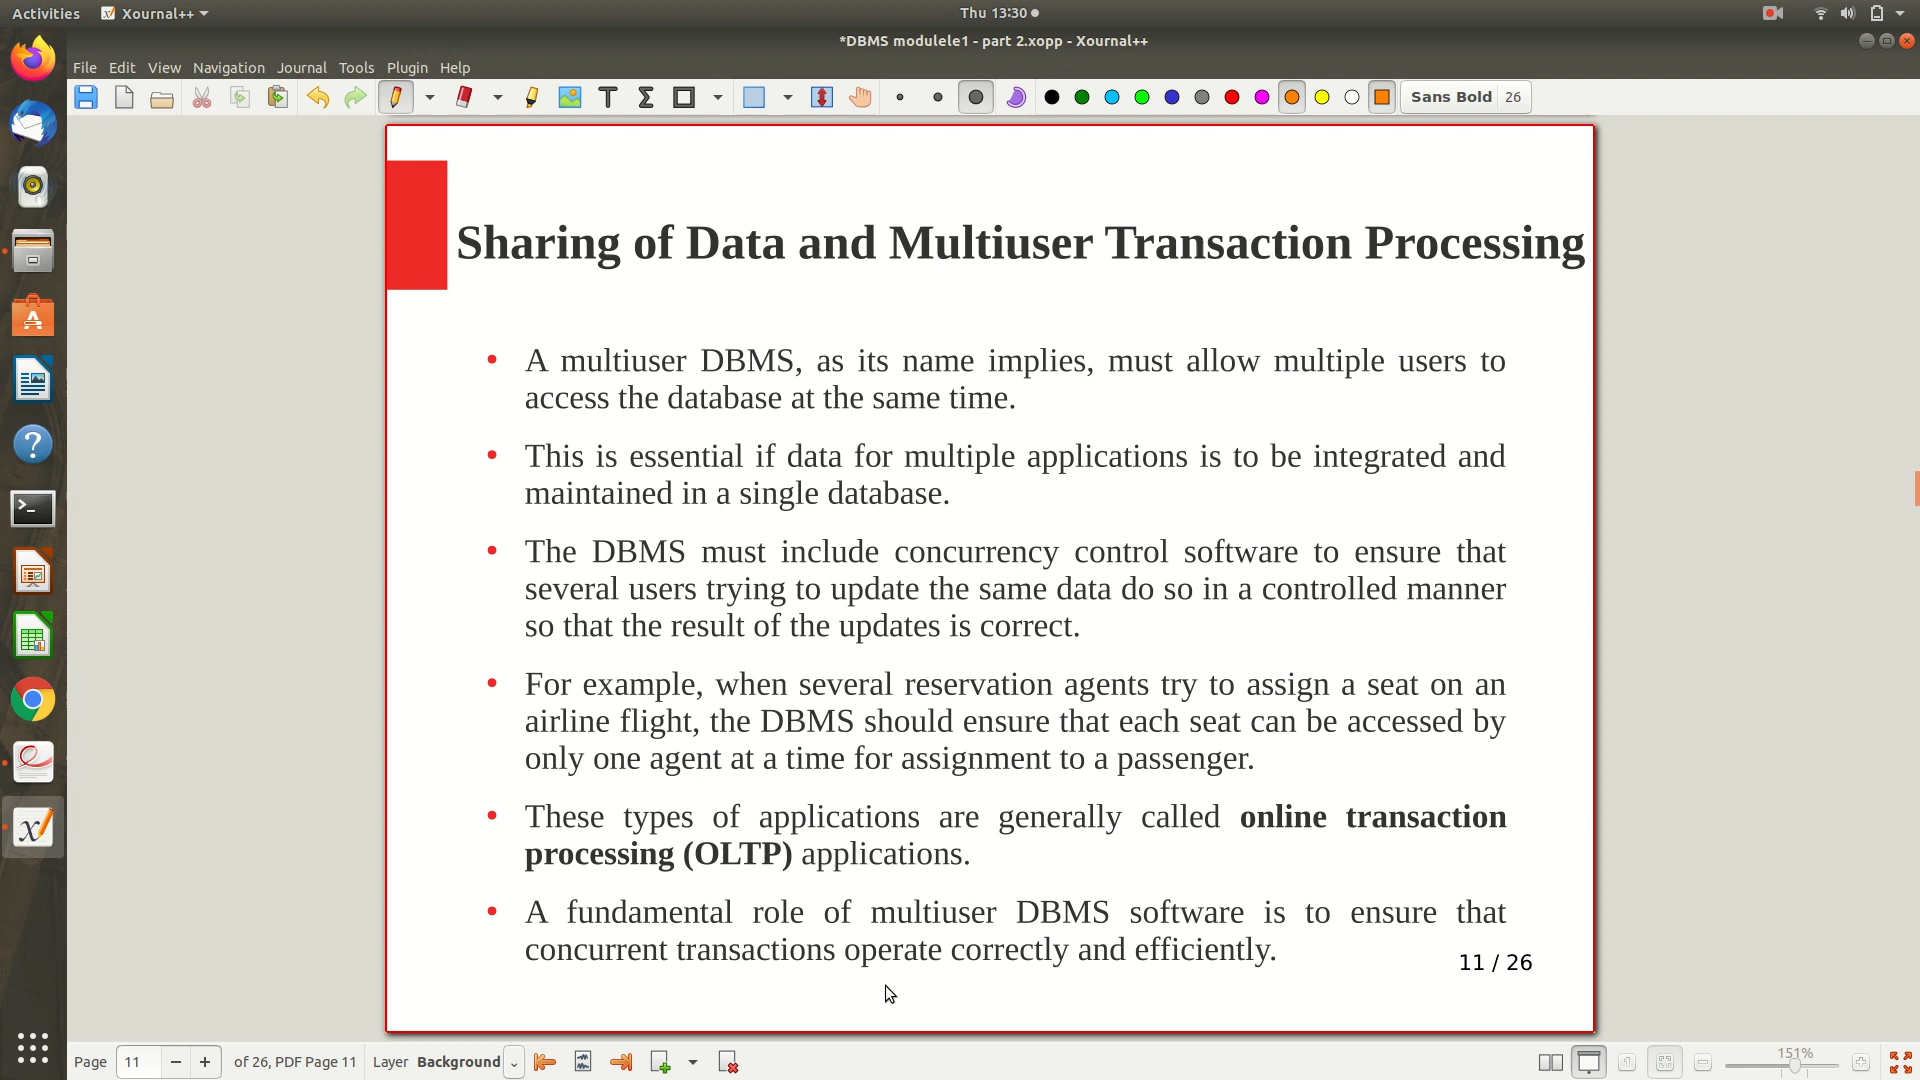 Activities Xournal++ Thu 13:30
*DBMS modulele1 - part 2.xopp - Xournal++
File Edit View Navigation Journal Tools Plugin Help
Sans Bold 26
Sharing of Data and Multiuser Transaction Processing
• A multiuser DBMS, as its name implies, must allow multiple users to
access the database at the same time.
• This is essential if data for multiple applications is to be integrated and
maintained in a single database.
• The DBMS must include concurrency control software to ensure that
several users trying to update the same data do so in a controlled manner
so that the result of the updates is correct.
• For example, when several reservation agents try to assign a seat on an
airline flight, the DBMS should ensure that each seat can be accessed by
only one agent at a time for assignment to a passenger.
• These types of applications are generally called online transaction
processing (OLTP) applications.
• A fundamental role of multiuser DBMS software is to ensure that
concurrent transactions operate correctly and efficiently.
11 / 26
Page 11 of 26, PDF Page 11 Layer Background 151%